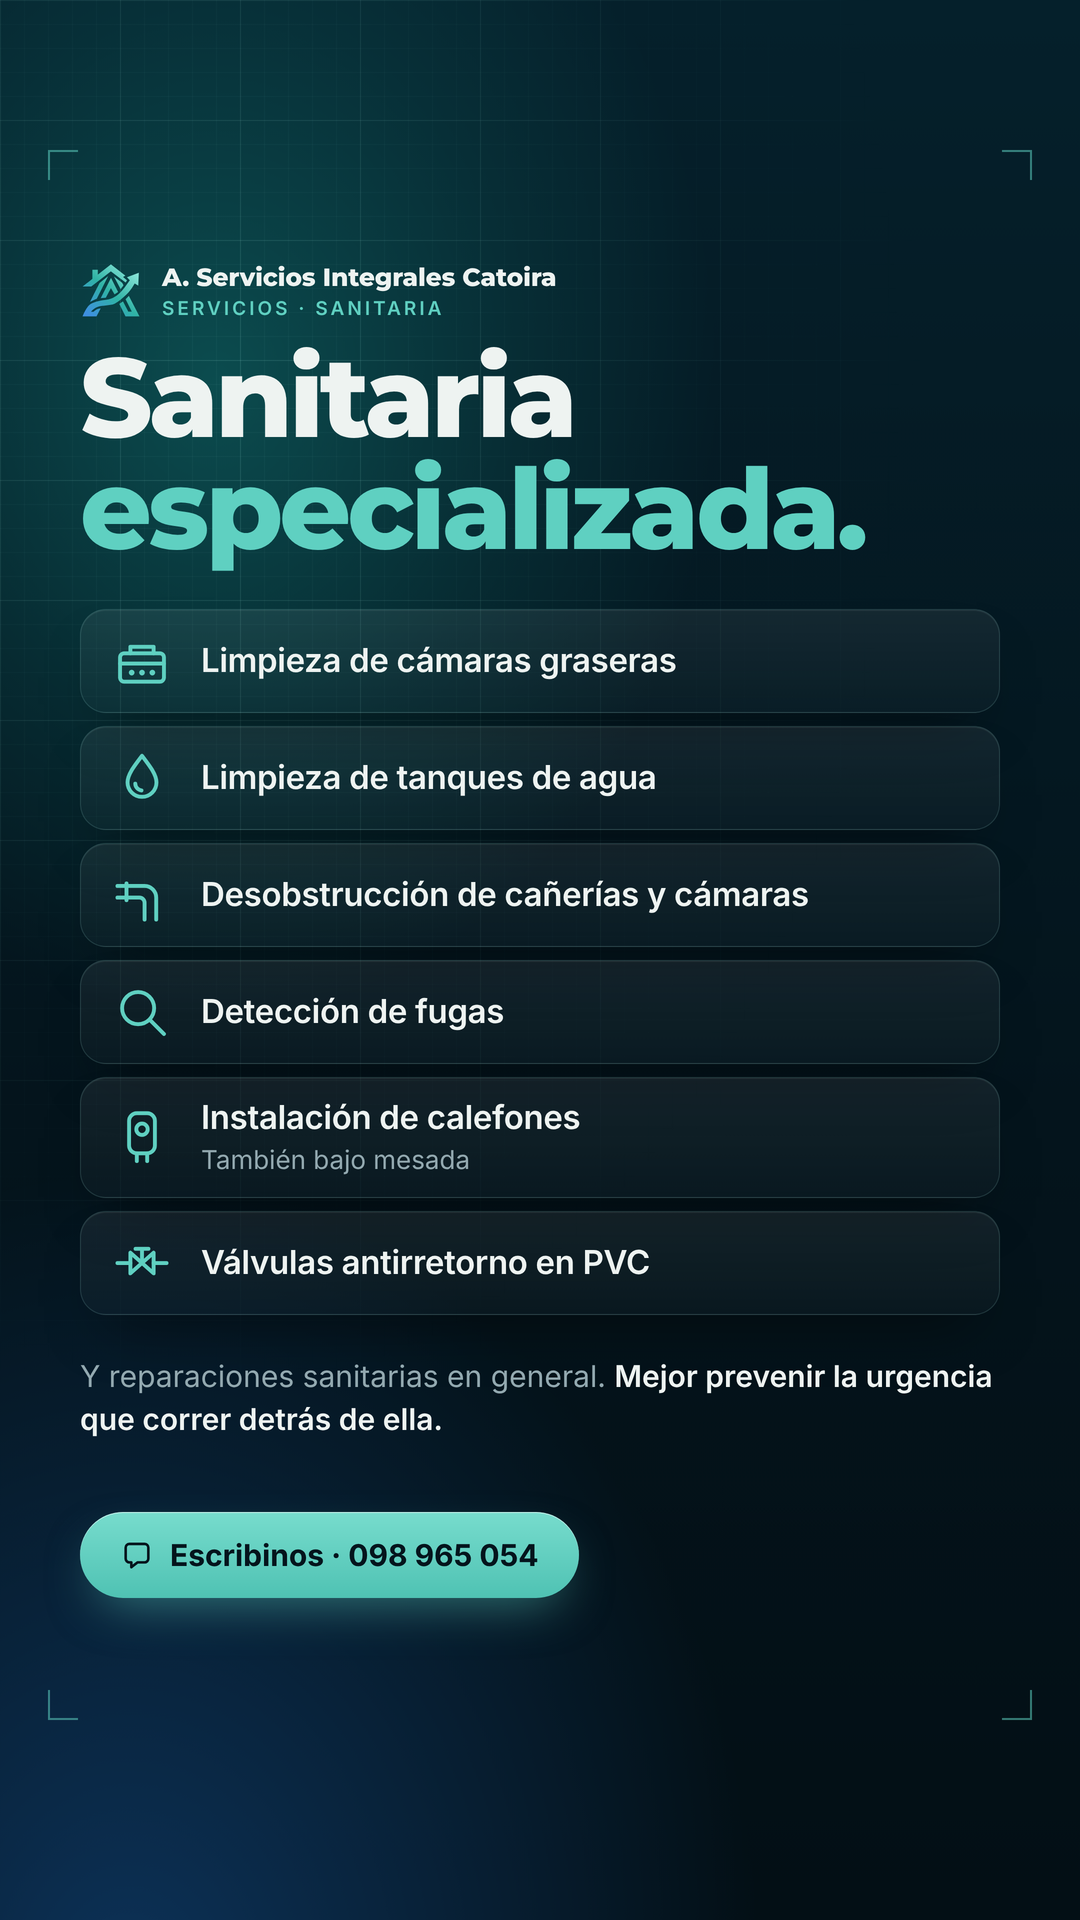 A. Servicios Integrales Catoira
SERVICIOS · SANITARIA
Sanitaria
especializada.
Limpieza de cámaras graseras
Limpieza de tanques de agua
Desobstrucción de cañerías y cámaras
Detección de fugas
Instalación de calefones
También bajo mesada
Válvulas antirretorno en PVC
Y reparaciones sanitarias en general. Mejor prevenir la urgencia
que correr detrás de ella.
Escribinos · 098 965 054